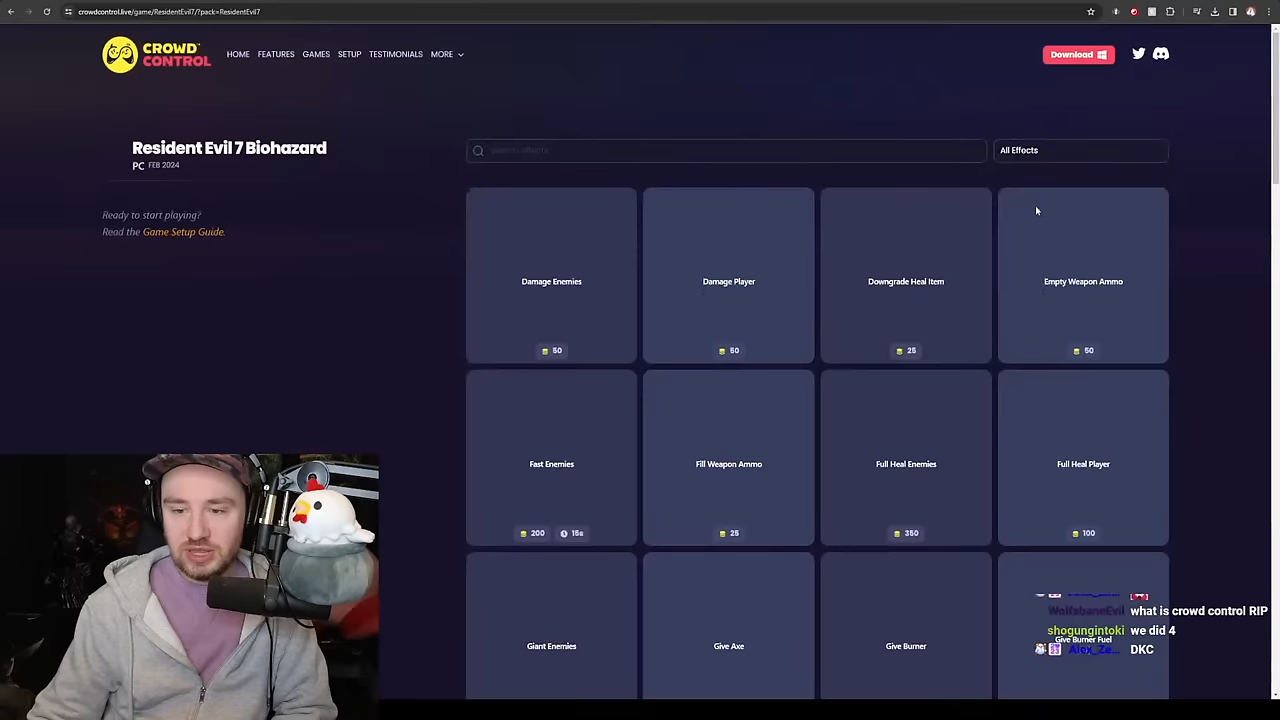 crowdcontrol.live/game/ResidentEvil7/?pack=ResidentEvil7
CROWD
CONTROL
HOME FEATURES GAMES SETUP TESTIMONIALS MORE
Download
Resident Evil 7 Biohazard
PC FEB 2024
All Effects
Ready to start playing?
Read the Game Setup Guide.
Damage Enemies
50
Damage Player
50
Downgrade Heal Item
25
Empty Weapon Ammo
50
Fast Enemies
200 15s
Fill Weapon Ammo
25
Full Heal Enemies
350
Full Heal Player
100
Giant Enemies
Give Axe
Give Burner
Give Burner Fuel
WolfsbaneEvil what is crowd control RIP
shogungintoki we did 4
Alex_Ze... DKC